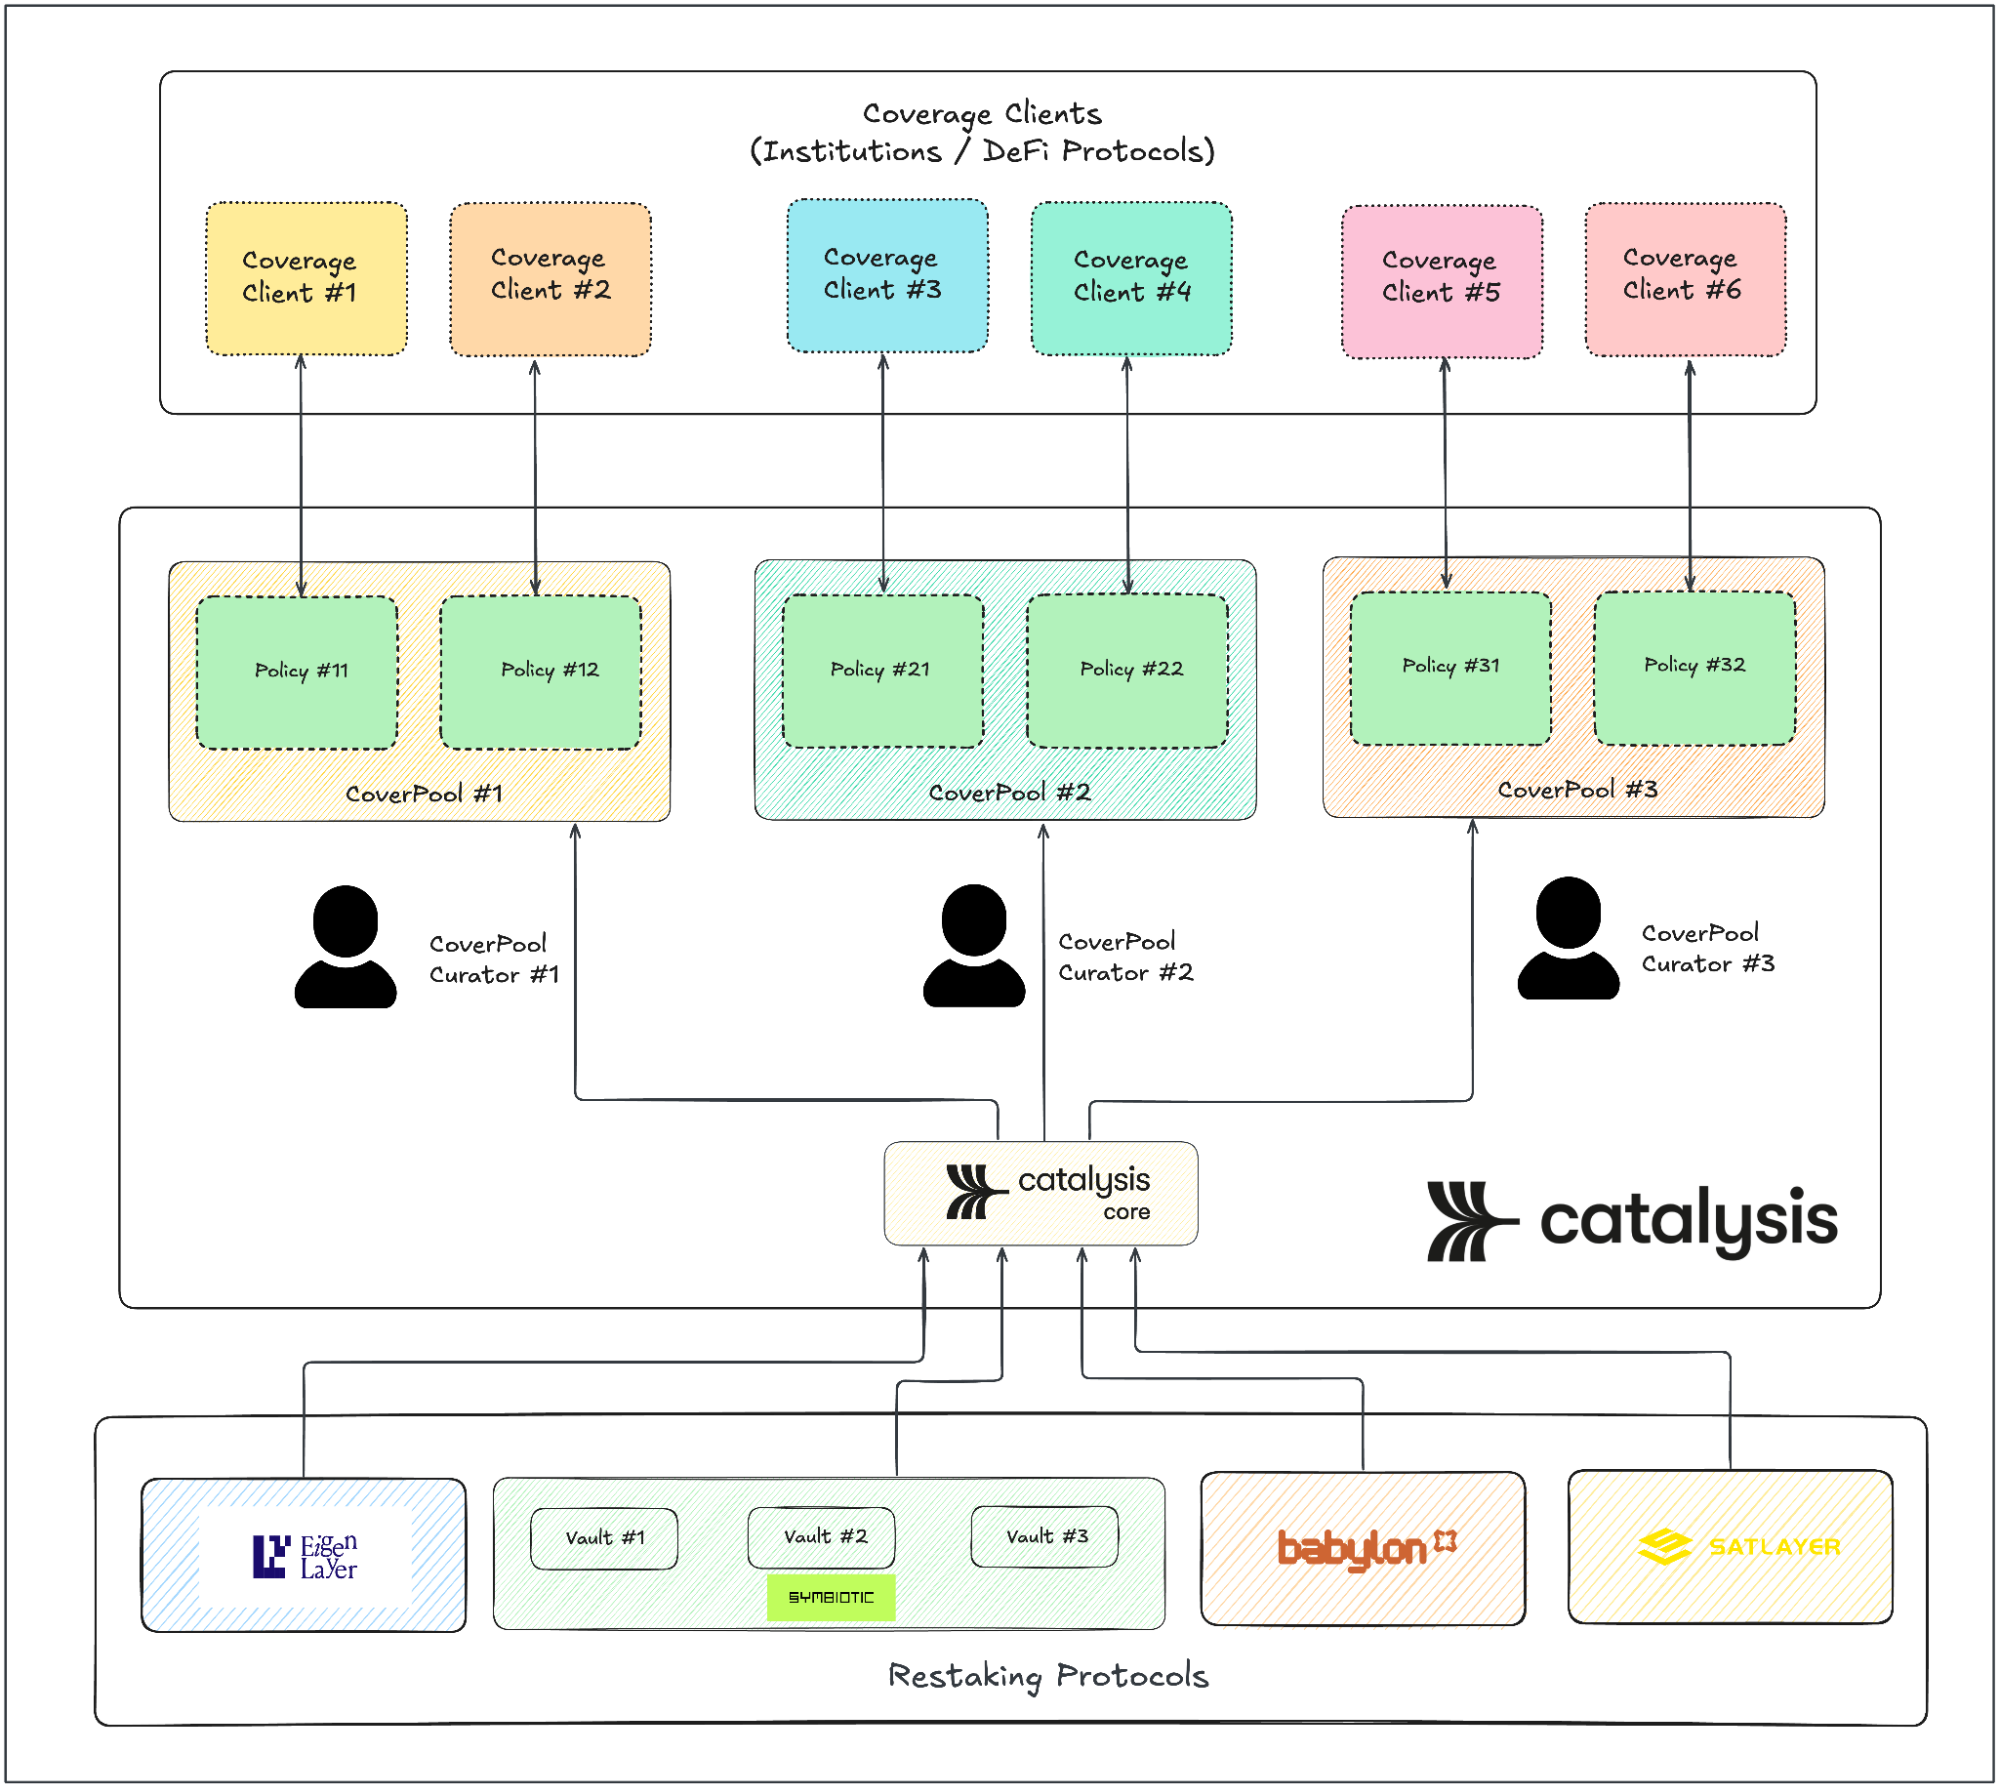 Coverage Clients
(Institutions / DeFi Protocols)
Coverage
Client #1
Coverage
Client #2
Coverage
Client #3
Coverage
Client #4
Coverage
Client #5
Coverage
Client #6
Policy #11
Policy #12
CoverPool #1
Policy #21
Policy #22
CoverPool #2
Policy #31
Policy #32
CoverPool #3
CoverPool
Curator #1
CoverPool
Curator #2
CoverPool
Curator #3
catalysis
core
catalysis
Eigen
Layer
Vault #1
Vault #2
Vault #3
SYMBIOTIC
babylon
SATLAYER
Restaking Protocols